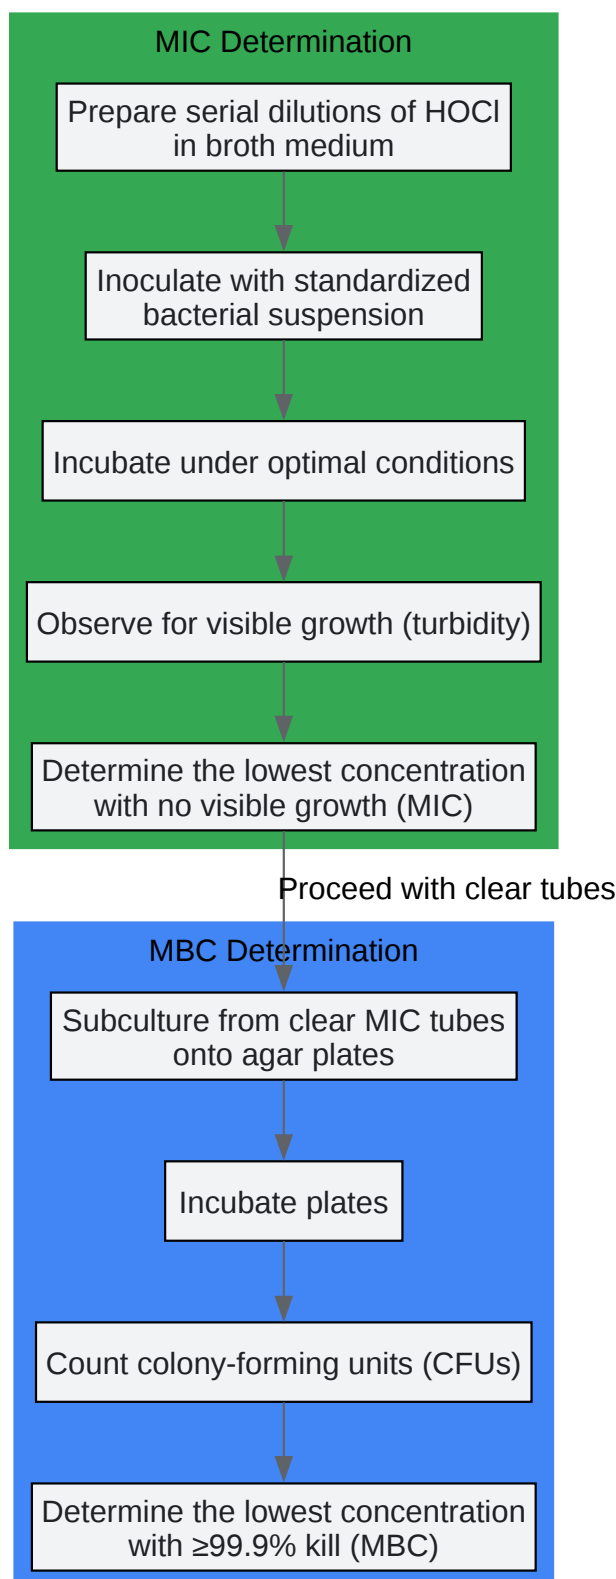 MIC Determination
Prepare serial dilutions of HOCl
in broth medium
Inoculate with standardized
bacterial suspension
Incubate under optimal conditions
Observe for visible growth (turbidity)
Determine the lowest concentration
with no visible growth (MIC)
Proceed with clear tubes
MBC Determination
Subculture from clear MIC tubes
onto agar plates
Incubate plates
Count colony-forming units (CFUs)
Determine the lowest concentration
with ≥99.9% kill (MBC)